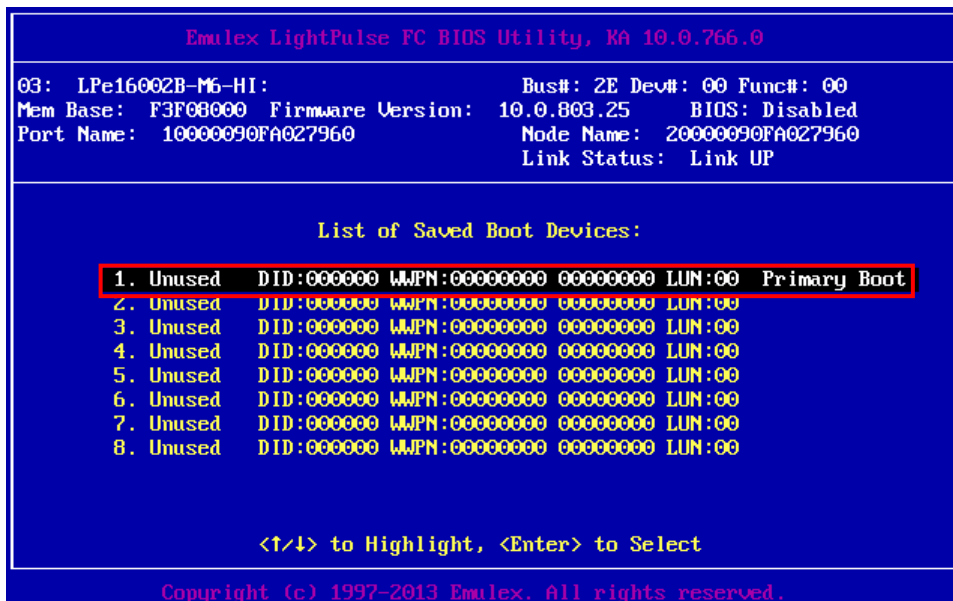 Emulex LightPulse FC BIOS Utility, KA 10.0.766.0
03: LPe16002B-M6-HI: Bus#: 2E Dev#: 00 Func#: 00
Mem Base: F3F08000 Firmware Version: 10.0.803.25 BIOS: Disabled
Port Name: 10000090FA027960 Node Name: 20000090FA027960
Link Status: Link UP
List of Saved Boot Devices:
1. Unused DID:000000 WWPN:00000000 00000000 LUN:00 Primary Boot
2. Unused DID:000000 WWPN:00000000 00000000 LUN:00
3. Unused DID:000000 WWPN:00000000 00000000 LUN:00
4. Unused DID:000000 WWPN:00000000 00000000 LUN:00
5. Unused DID:000000 WWPN:00000000 00000000 LUN:00
6. Unused DID:000000 WWPN:00000000 00000000 LUN:00
7. Unused DID:000000 WWPN:00000000 00000000 LUN:00
8. Unused DID:000000 WWPN:00000000 00000000 LUN:00
<↑/↓> to Highlight, <Enter> to Select
Copyright (c) 1997-2013 Emulex. All rights reserved.